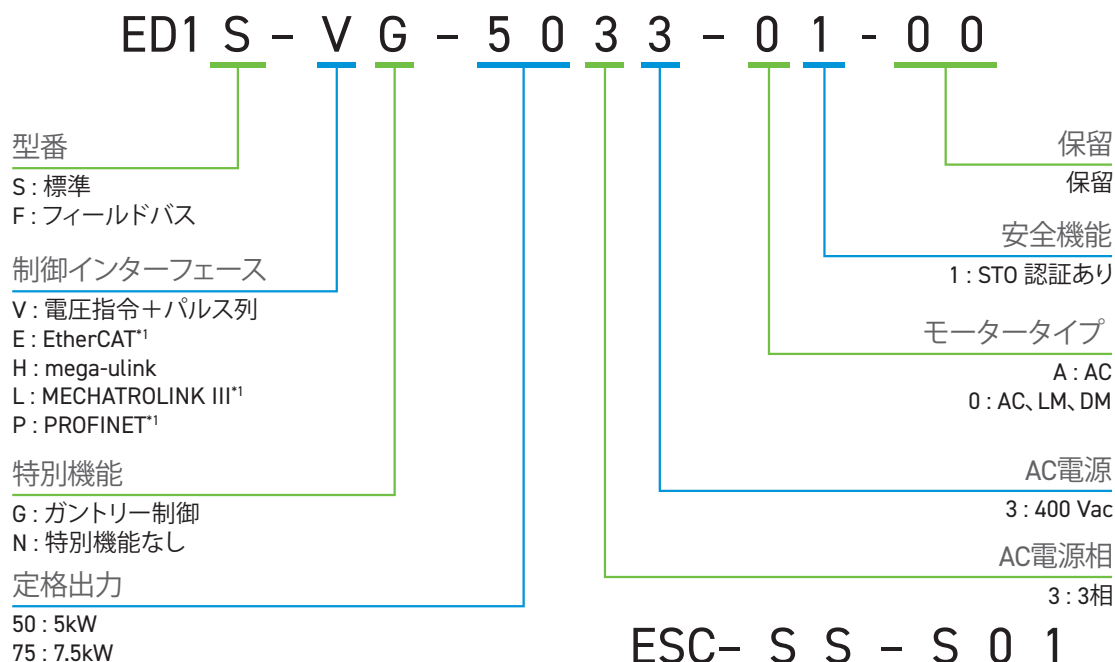 ED1 S - V G - 5 0 3 3 - 0 1 - 0 0
型番
S : 標準
F : フィールドバス
制御インターフェース
V : 電圧指令＋パルス列
E : EtherCAT*1
H : mega-ulink
L : MECHATROLINK III*1
P : PROFINET*1
特別機能
G : ガントリー制御
N : 特別機能なし
定格出力
50 : 5kW
75 : 7.5kW
保留
保留
安全機能
1 : STO 認証あり
モータータイプ
A : AC
0 : AC、LM、DM
AC電源
3 : 400 Vac
AC電源相
3 : 3相
ESC- S S - S 0 1